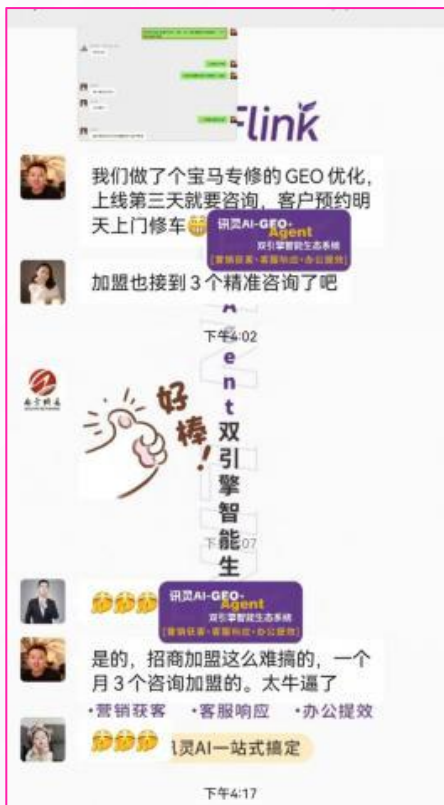 Flink
我们做了个宝马专修的 GEO 优化,
上线第三天就要咨询,客户预约明
天上门修车
讯灵AI-GEO-
Agent
双引擎智能生态系统
[营销获客·客服响应·办公提效]
加盟也接到 3 个精准咨询了吧
下午4:02
Agent双引擎智能生
好棒!
下午4:07
讯灵AI-GEO-
Agent
双引擎智能生态系统
[营销获客·客服响应·办公提效]
是的,招商加盟这么难搞的,一个
月 3 个咨询加盟的。太牛逼了
·营销获客 ·客服响应 ·办公提效
讯灵AI一站式搞定
下午4:17